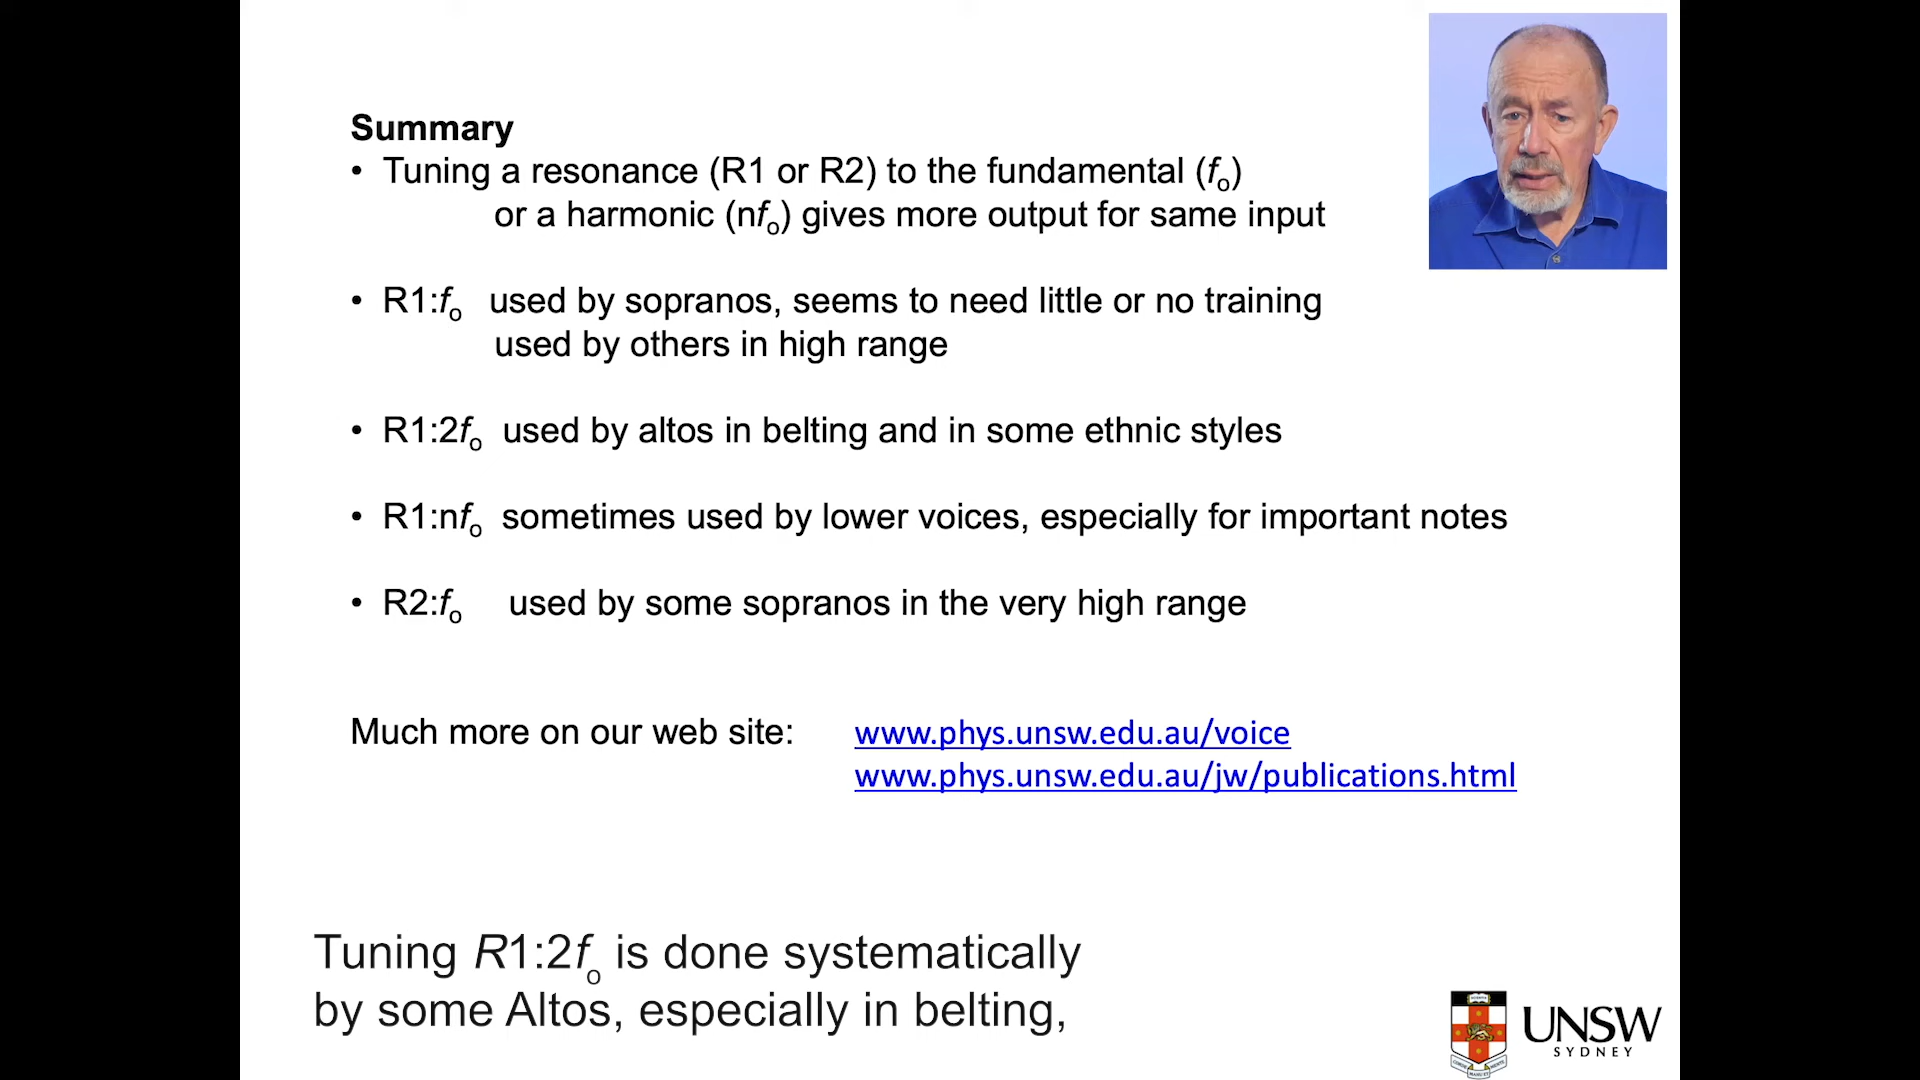 Summary
• Tuning a resonance (R1 or R2) to the fundamental (fₒ)
or a harmonic (nfₒ) gives more output for same input
• R1:fₒ used by sopranos, seems to need little or no training
used by others in high range
• R1:2fₒ used by altos in belting and in some ethnic styles
• R1:nfₒ sometimes used by lower voices, especially for important notes
• R2:fₒ used by some sopranos in the very high range
Much more on our web site: www.phys.unsw.edu.au/voice
www.phys.unsw.edu.au/jw/publications.html
Tuning R1:2fₒ is done systematically
by some Altos, especially in belting,
UNSW
SYDNEY